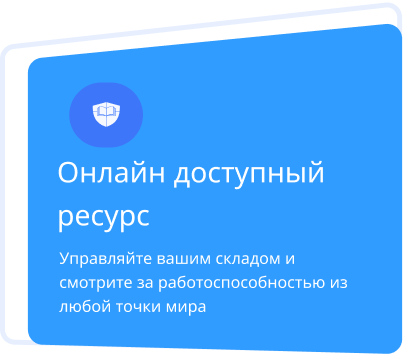 Онлайн доступный
ресурс
Управляйте вашим складом и
смотрите за работоспособностью из
любой точки мира